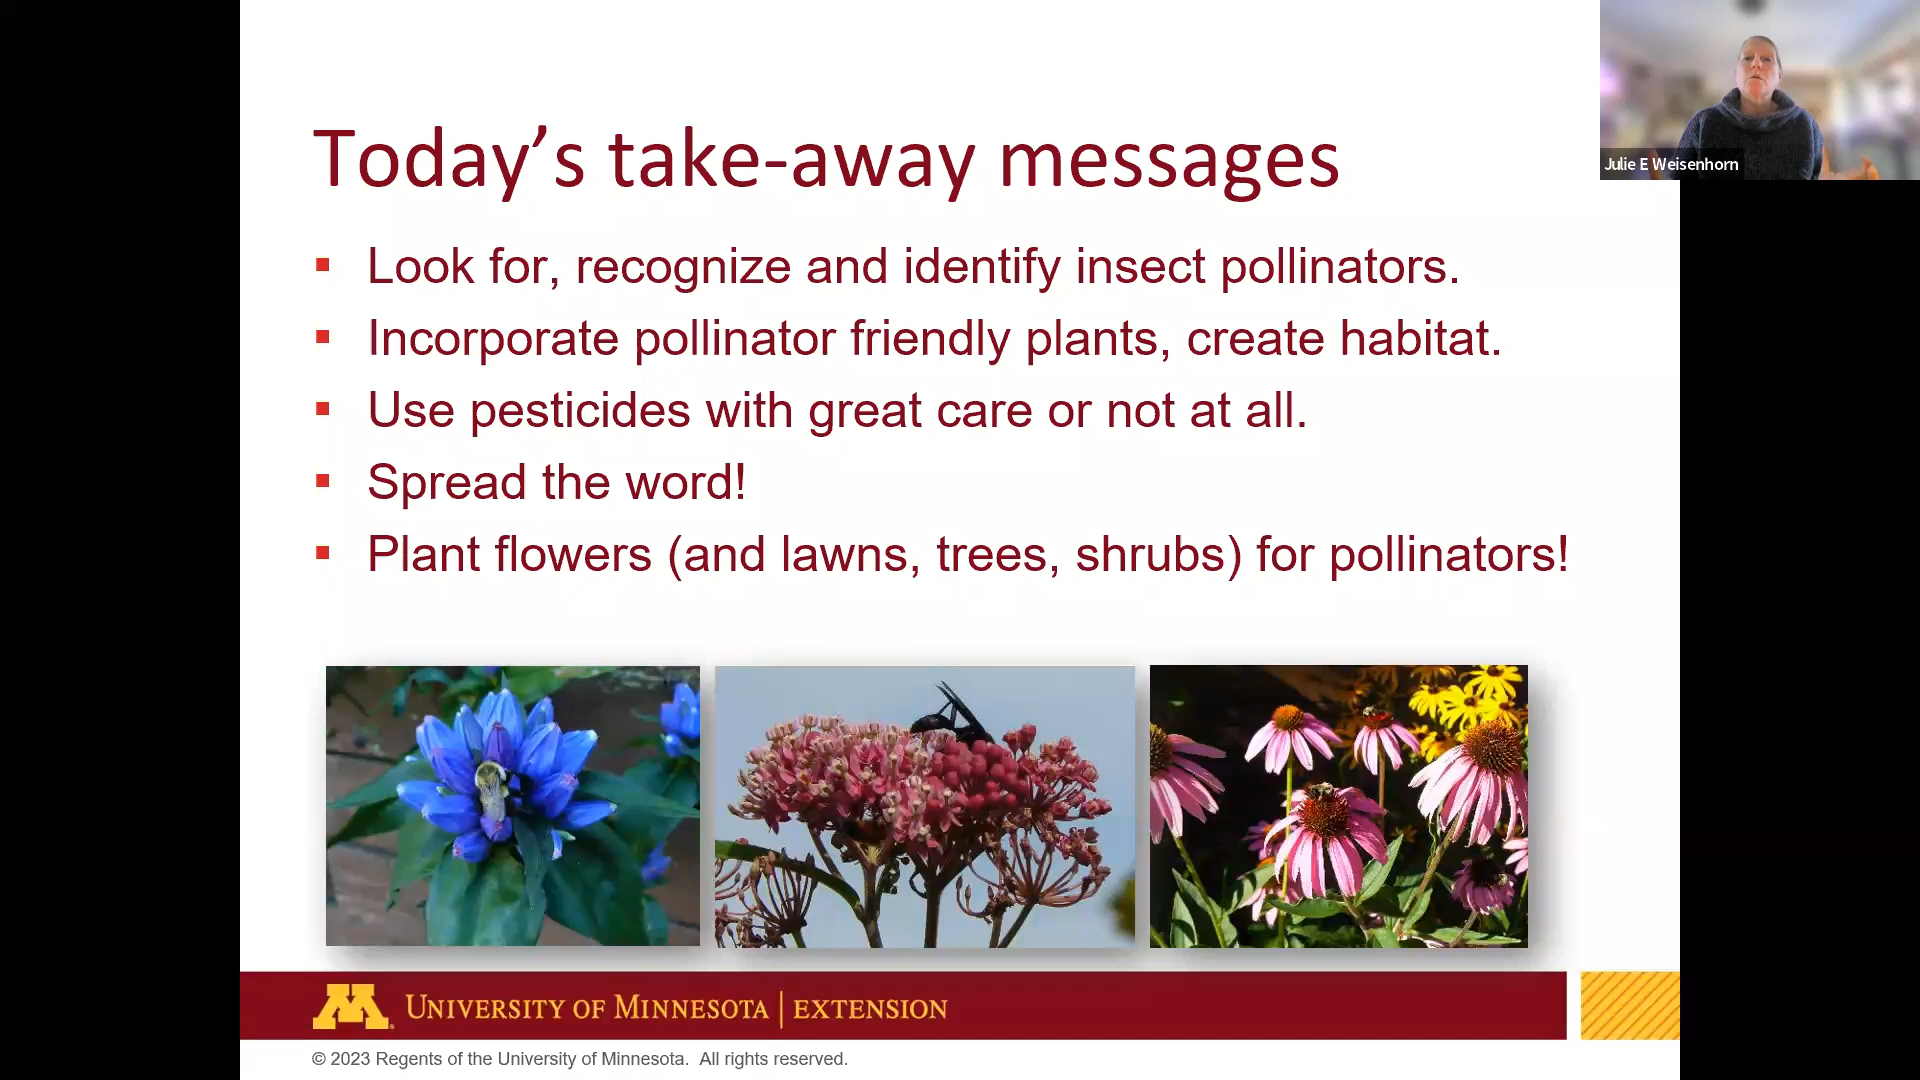 Julie E Weisenhorn
Today’s take-away messages
Look for, recognize and identify insect pollinators.
Incorporate pollinator friendly plants, create habitat.
Use pesticides with great care or not at all.
Spread the word!
Plant flowers (and lawns, trees, shrubs) for pollinators!
M UNIVERSITY OF MINNESOTA | EXTENSION
© 2023 Regents of the University of Minnesota. All rights reserved.